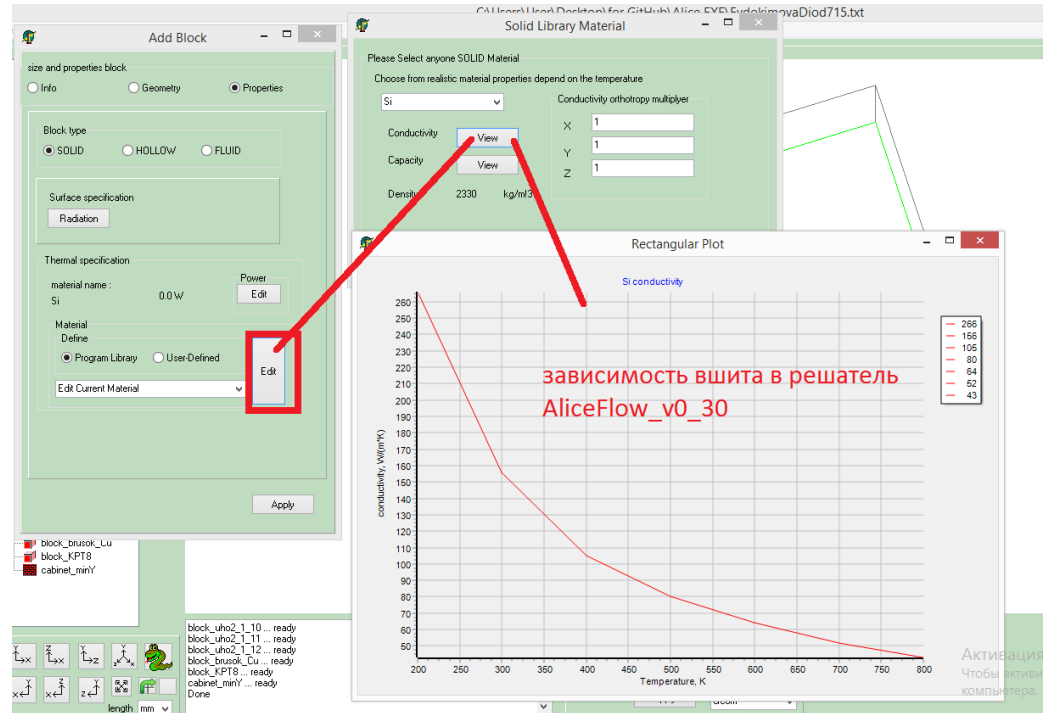 C:\Users\User\Desktop\for GitHub\Alice EXE\EvdokimovaDiod715.txt
Add Block
size and properties block
Info
Geometry
Properties
Block type
SOLID
HOLLOW
FLUID
Surface specification
Radiation
Thermal specification
material name :
Si
0.0 W
Power
Edit
Material
Define
Program Library
User-Defined
Edit
Edit Current Material
Apply
Solid Library Material
Please Select anyone SOLID Material
Choose from realistic material properties depend on the temperature
Si
Conductivity orthotropy multiplyer
Conductivity
View
X
1
Y
1
Capacity
View
Z
1
Density
2330
kg/m!3
Rectangular Plot
Si conductivity
260
250
240
230
220
210
200
190
180
170
160
150
140
130
120
110
100
90
80
70
60
50
conductivity, W/(m*K)
200
250
300
350
400
450
500
550
600
650
700
750
800
Temperature, K
266
156
105
80
64
52
43
зависимость вшита в решатель
AliceFlow_v0_30
block_brusok_Cu
block_KPT8
cabinet_minY
block_uho2_1_10 ... ready
block_uho2_1_11 ... ready
block_uho2_1_12 ... ready
block_brusok_Cu ... ready
block_KPT8 ... ready
cabinet_minY ... ready
Done
length
mm
Активация
Чтобы активи
компьютера.